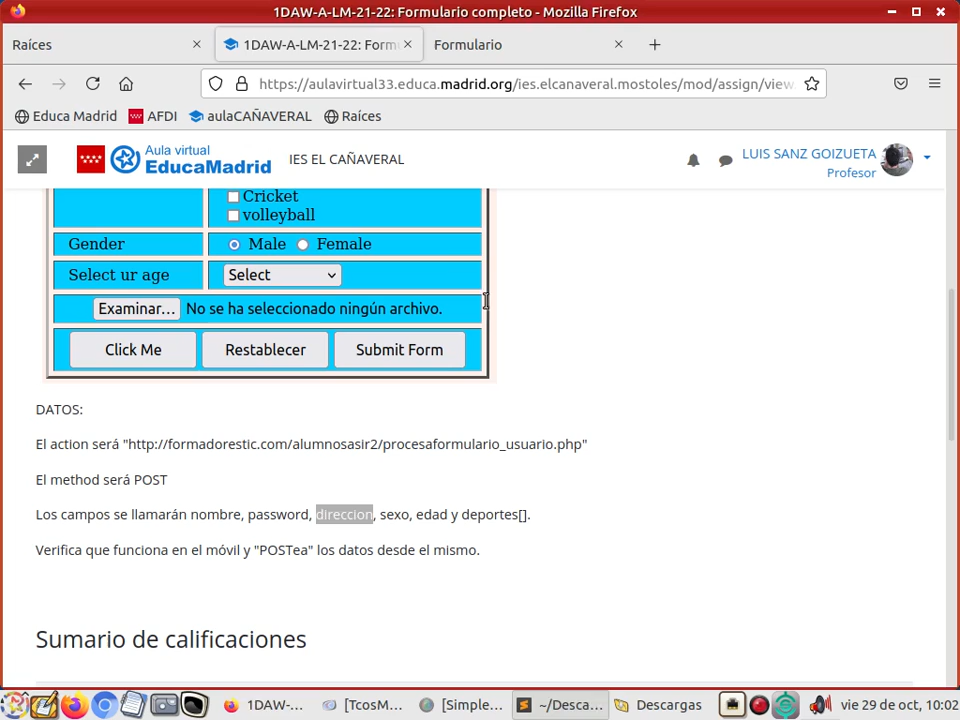 1DAW-A-LM-21-22: Formulario completo - Mozilla Firefox
Raíces
1DAW-A-LM-21-22: Form
Formulario
https://aulavirtual33.educa.madrid.org/ies.elcanaveral.mostoles/mod/assign/view.
Educa Madrid
AFDI
aulaCAÑAVERAL
Raíces
Aula virtual
EducaMadrid
IES EL CAÑAVERAL
LUIS SANZ GOIZUETA
Profesor
Cricket
volleyball
Gender
Male
Female
Select ur age
Select
Examinar...
No se ha seleccionado ningún archivo.
Click Me
Restablecer
Submit Form
DATOS:
El action será "http://formadorestic.com/alumnosasir2/procesaformulario_usuario.php"
El method será POST
Los campos se llamarán nombre, password, direccion, sexo, edad y deportes[].
Verifica que funciona en el móvil y "POSTea" los datos desde el mismo.
Sumario de calificaciones
1DAW-...
[TcosM...
[Simple...
~/Desca...
Descargas
vie 29 de oct, 10:02